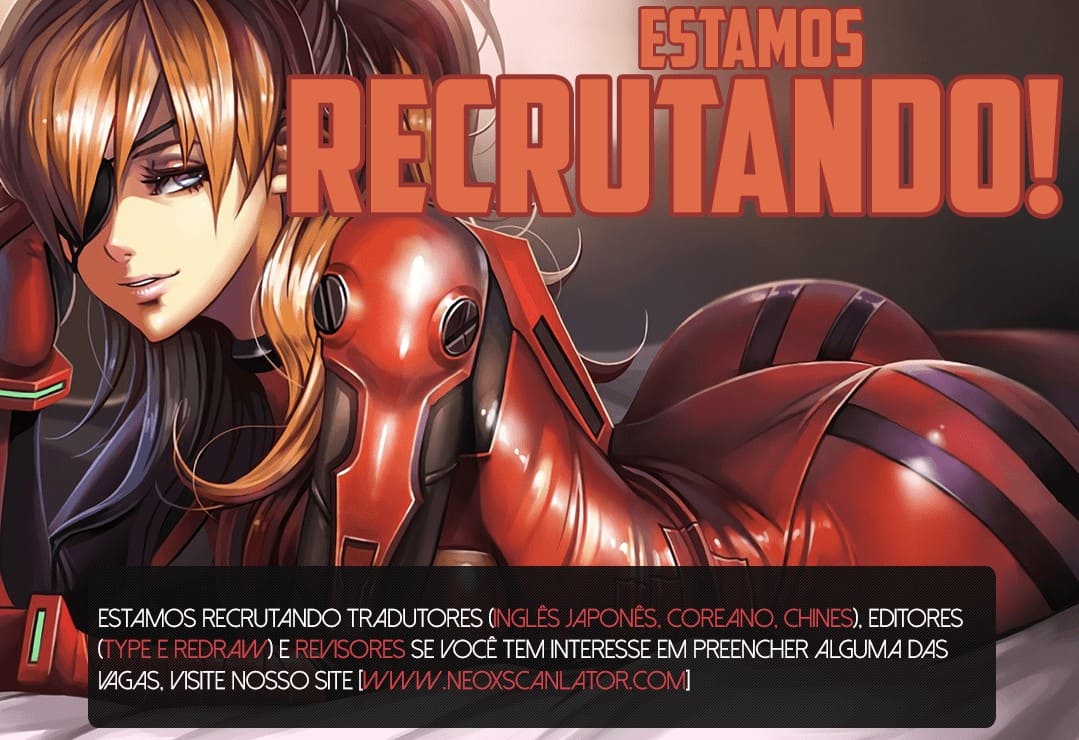 ESTAMOS
RECRUTANDO!
ESTAMOS RECRUTANDO TRADUTORES (INGLÊS JAPONÊS, COREANO, CHINES), EDITORES
(TYPE E REDRAW) E REVISORES SE VOCÊ TEM INTERESSE EM PREENCHER ALGUMA DAS
VAGAS, VISITE NOSSO SITE [WWW.NEOXSCANLATOR.COM]